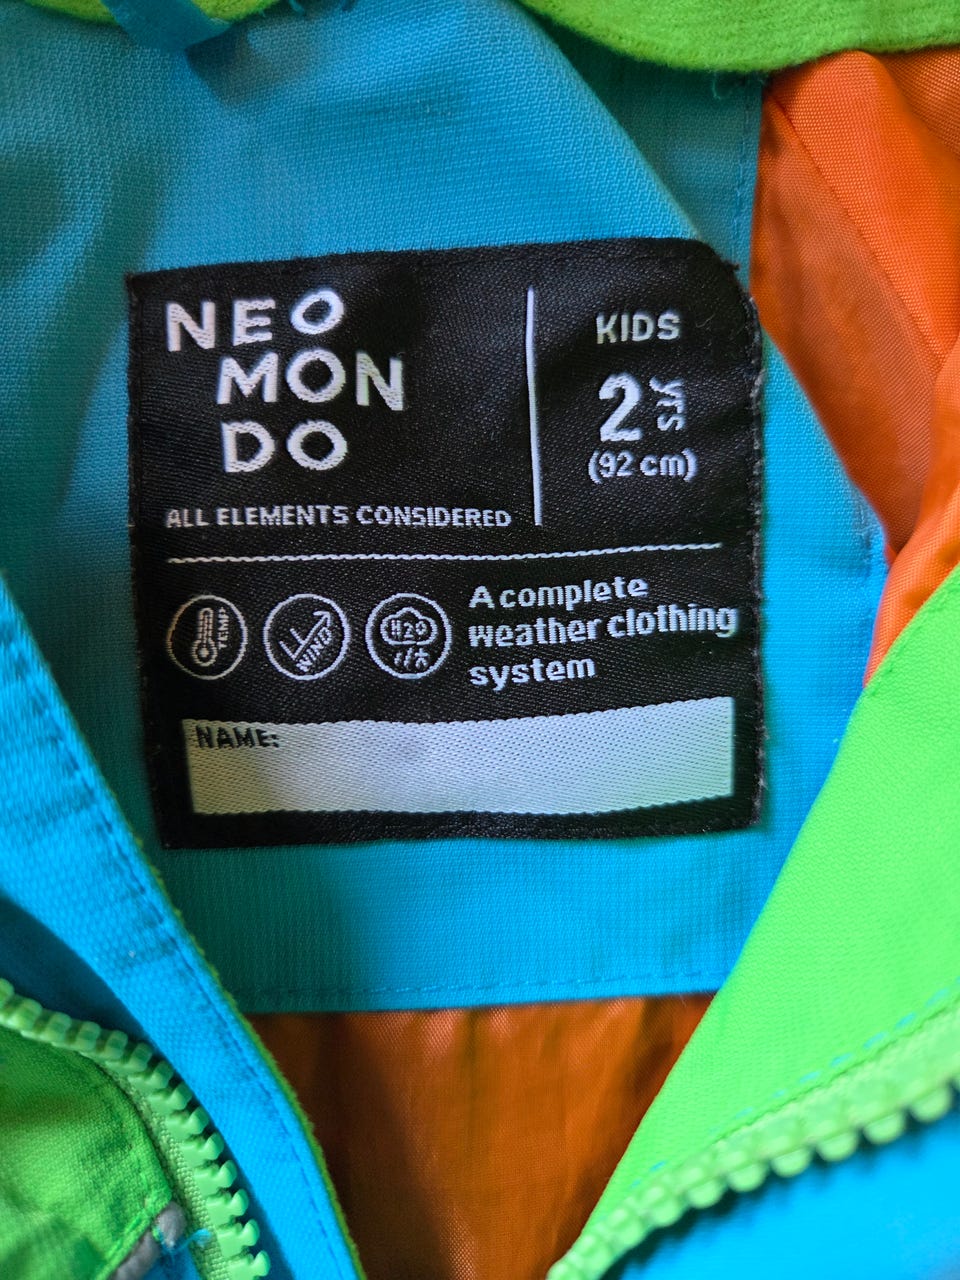 NEO
MON
DO
ALL ELEMENTS CONSIDERED
KIDS
2 YRS
(92 cm)
TEMP
WIND
H2O
A complete
weather clothing
system
NAME: